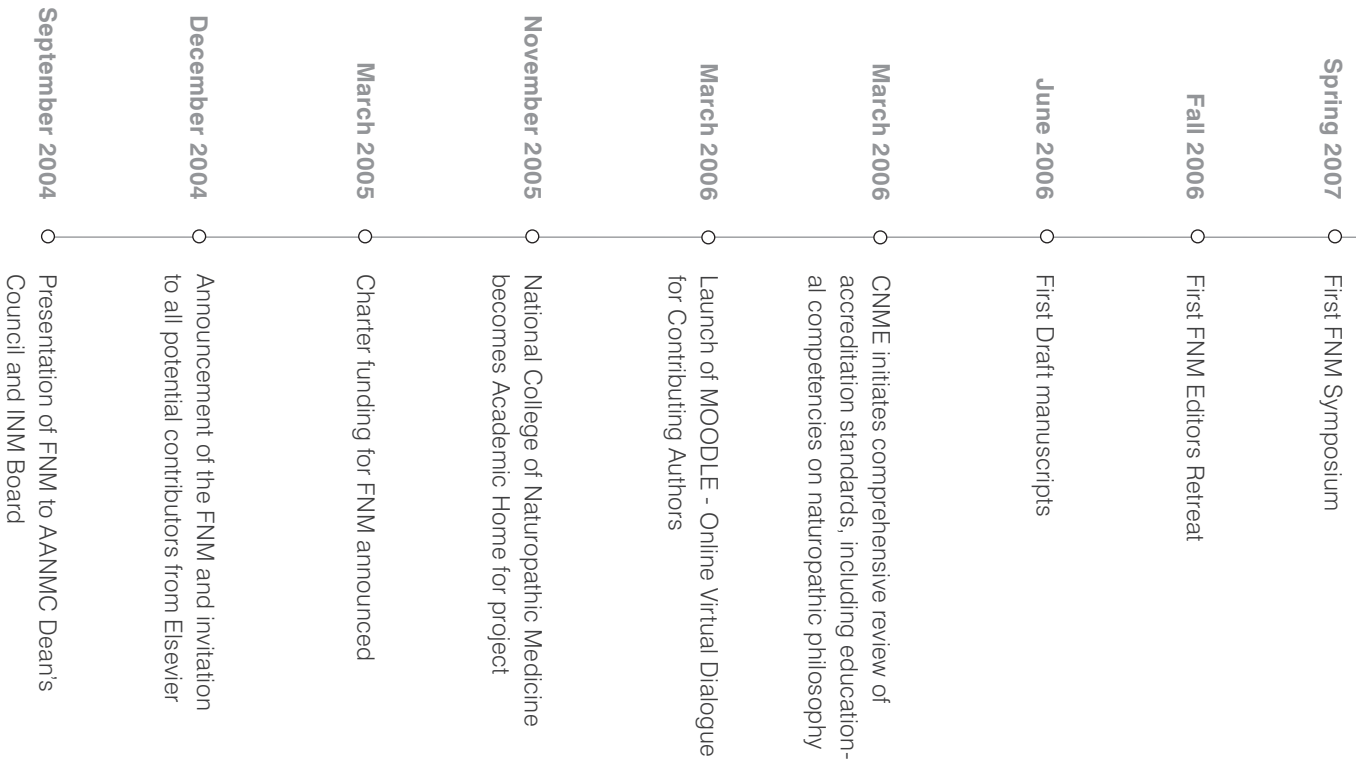 Spring 2007
First FNM Symposium
Fall 2006
First FNM Editors Retreat
June 2006
First Draft manuscripts
March 2006
CNME initiates comprehensive review of
accreditation standards, including education-
al competencies on naturopathic philosophy
March 2006
Launch of MOODLE - Online Virtual Dialogue
for Contributing Authors
November 2005
National College of Naturopathic Medicine
becomes Academic Home for project
March 2005
Charter funding for FNM announced
December 2004
Announcement of the FNM and invitation
to all potential contributors from Elsevier
September 2004
Presentation of FNM to AANMC Dean's
Council and INM Board